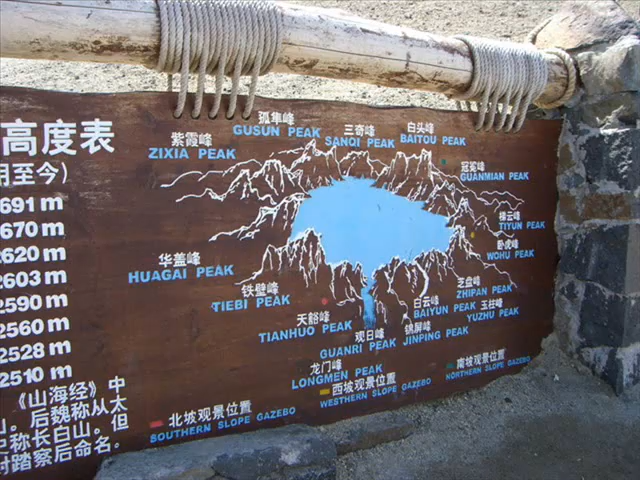 高度表
至今)
691 m
670 m
2620 m
2603 m
2590 m
2560 m
2528 m
2510 m
《山海经》中
山。后魏称从太
称长白山。但
时踏察后命名。
孤隼峰
GUSUN PEAK
三奇峰
SANQI PEAK
白头峰
BAITOU PEAK
紫霞峰
ZIXIA PEAK
冠冕峰
GUANMIAN PEAK
梯云峰
TIYUN PEAK
卧虎峰
WOHU PEAK
华盖峰
HUAGAI PEAK
铁壁峰
TIEBI PEAK
芝盘峰
ZHIPAN PEAK
白云峰
BAIYUN PEAK
玉柱峰
YUZHU PEAK
天豁峰
TIANHUO PEAK
观日峰
GUANRI PEAK
锦屏峰
JINPING PEAK
龙门峰
LONGMEN PEAK
南坡观景位置
NORTHERN SLOPE GAZEBO
西坡观景位置
WESTHERN SLOPE GAZEBO
北坡观景位置
SOUTHERN SLOPE GAZEBO